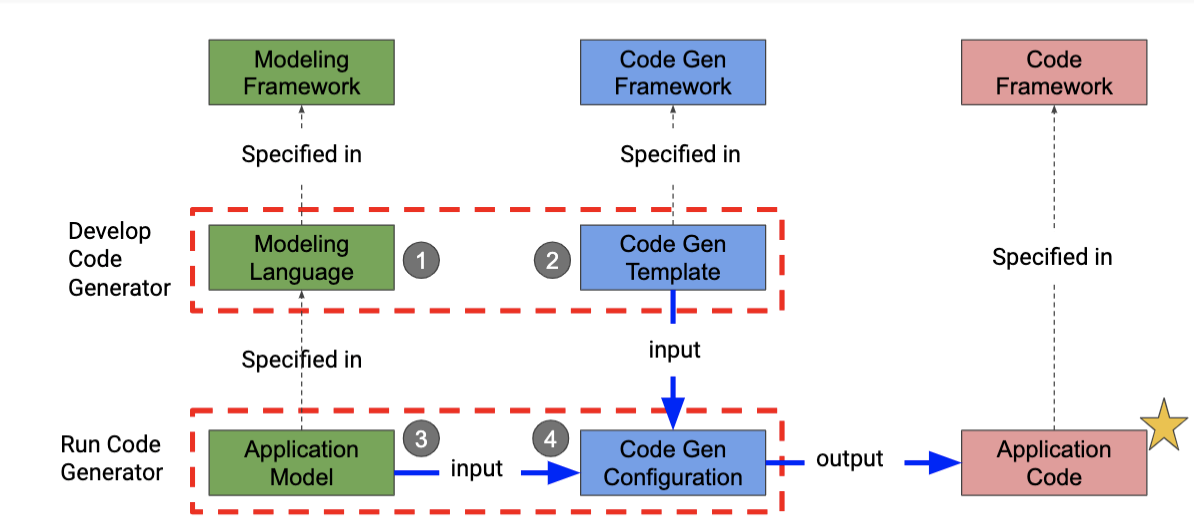 Modeling
Framework
Code Gen
Framework
Code
Framework
Specified in
Specified in
Develop
Code
Generator
Modeling
Language
1
2
Code Gen
Template
Specified in
Specified in
input
Run Code
Generator
Application
Model
3
input
4
Code Gen
Configuration
output
Application
Code